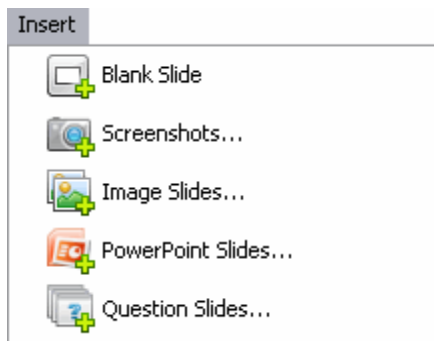 Insert
Blank Slide
Screenshots...
Image Slides...
PowerPoint Slides...
Question Slides...